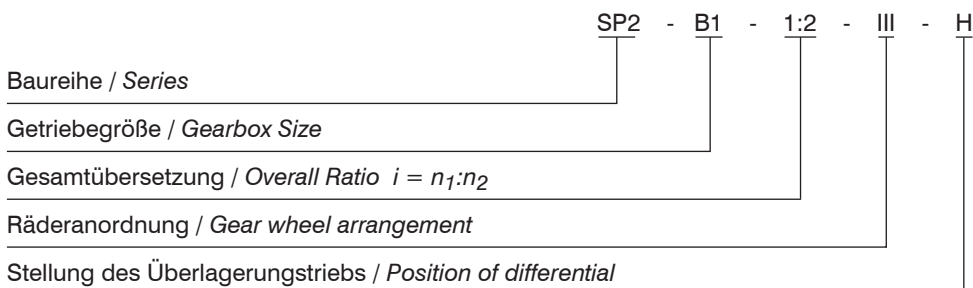 SP2 - B1 - 1:2 - III - H
Baureihe / Series
Getriebegröße / Gearbox Size
Gesamtübersetzung / Overall Ratio i = n1:n2
Räderanordnung / Gear wheel arrangement
Stellung des Überlagerungstriebs / Position of differential